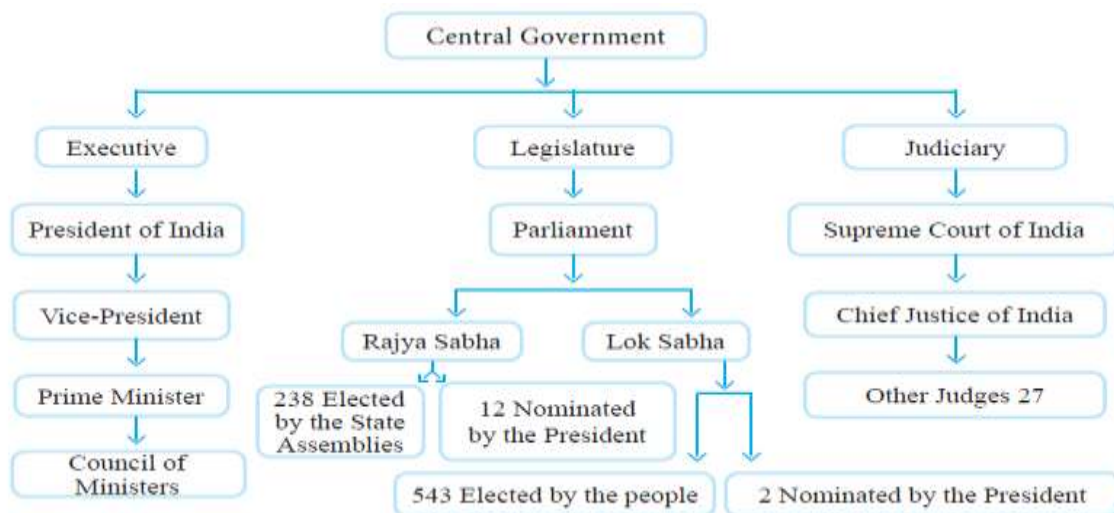 Central Government
Executive
Legislature
Judiciary
President of India
Parliament
Supreme Court of India
Vice-President
Rajya Sabha
Lok Sabha
Chief Justice of India
Prime Minister
238 Elected
by the State
Assemblies
12 Nominated
by the President
Other Judges 27
Council of
Ministers
543 Elected by the people
2 Nominated by the President